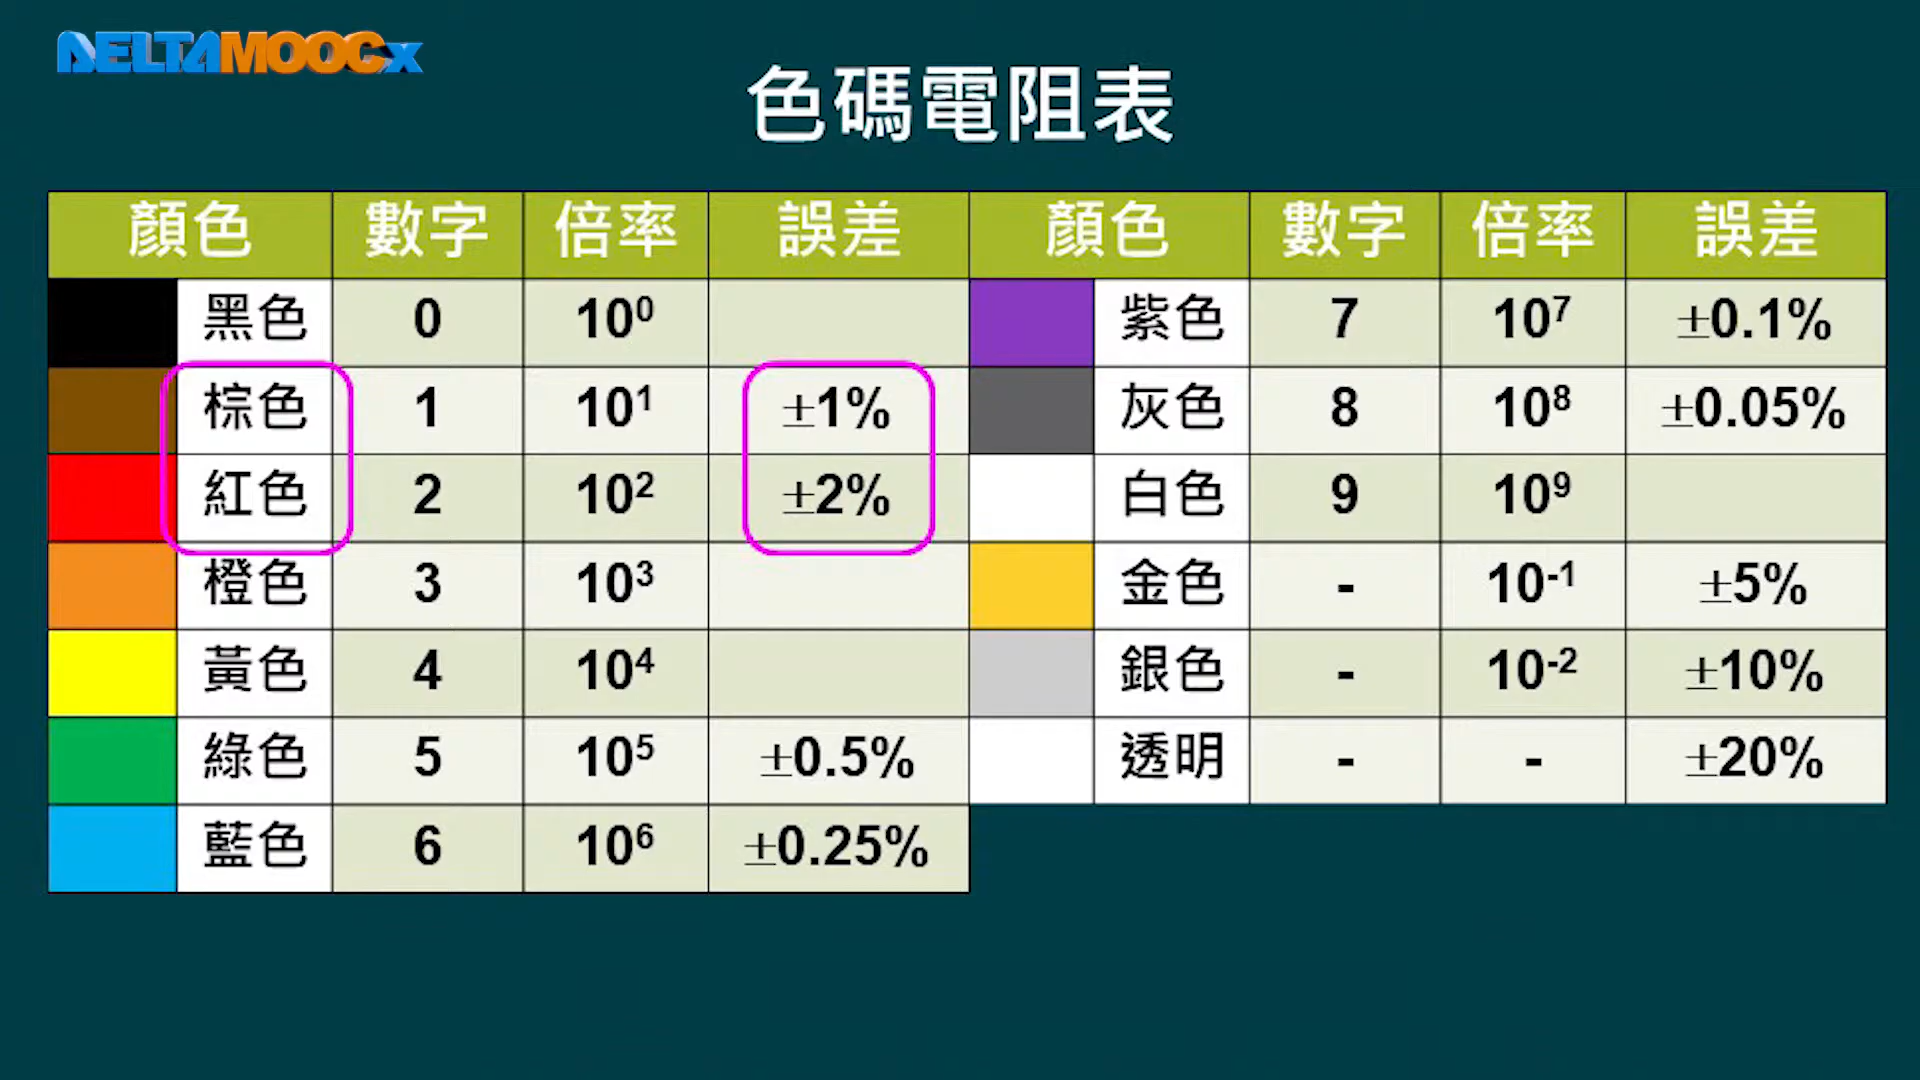 DELTAMOOCx
色碼電阻表
顏色 數字 倍率 誤差 顏色 數字 倍率 誤差
黑色 0 10⁰ 紫色 7 10⁷ ±0.1%
棕色 1 10¹ ±1% 灰色 8 10⁸ ±0.05%
紅色 2 10² ±2% 白色 9 10⁹
橙色 3 10³ 金色 - 10⁻¹ ±5%
黃色 4 10⁴ 銀色 - 10⁻² ±10%
綠色 5 10⁵ ±0.5% 透明 - - ±20%
藍色 6 10⁶ ±0.25%